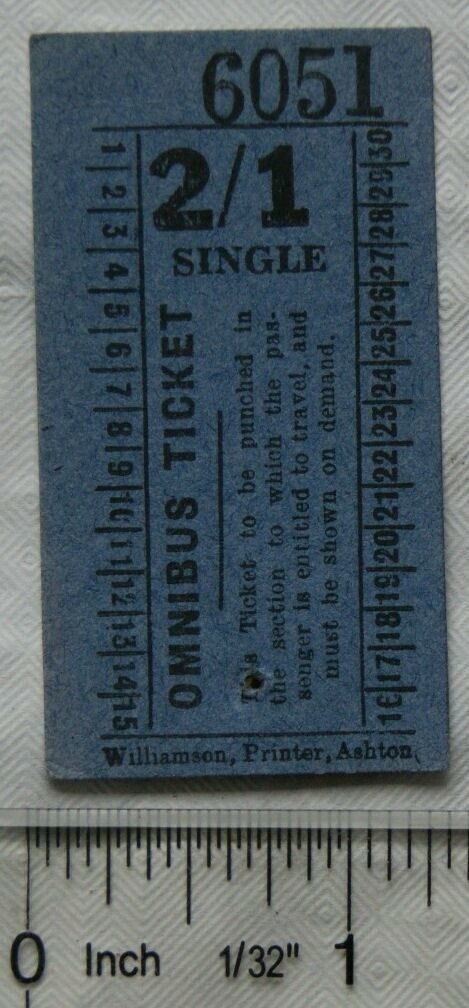 6051
2/1
SINGLE
1 2 3 4 5 6 7 8 9 10 11 12 13 14 15
OMNIBUS TICKET
This Ticket to be punched in
the section to which the pas-
senger is entitled to travel, and
must be shown on demand.
16 17 18 19 20 21 22 23 24 25 26 27 28 29 30
Williamson, Printer, Ashton
0 Inch 1/32" 1